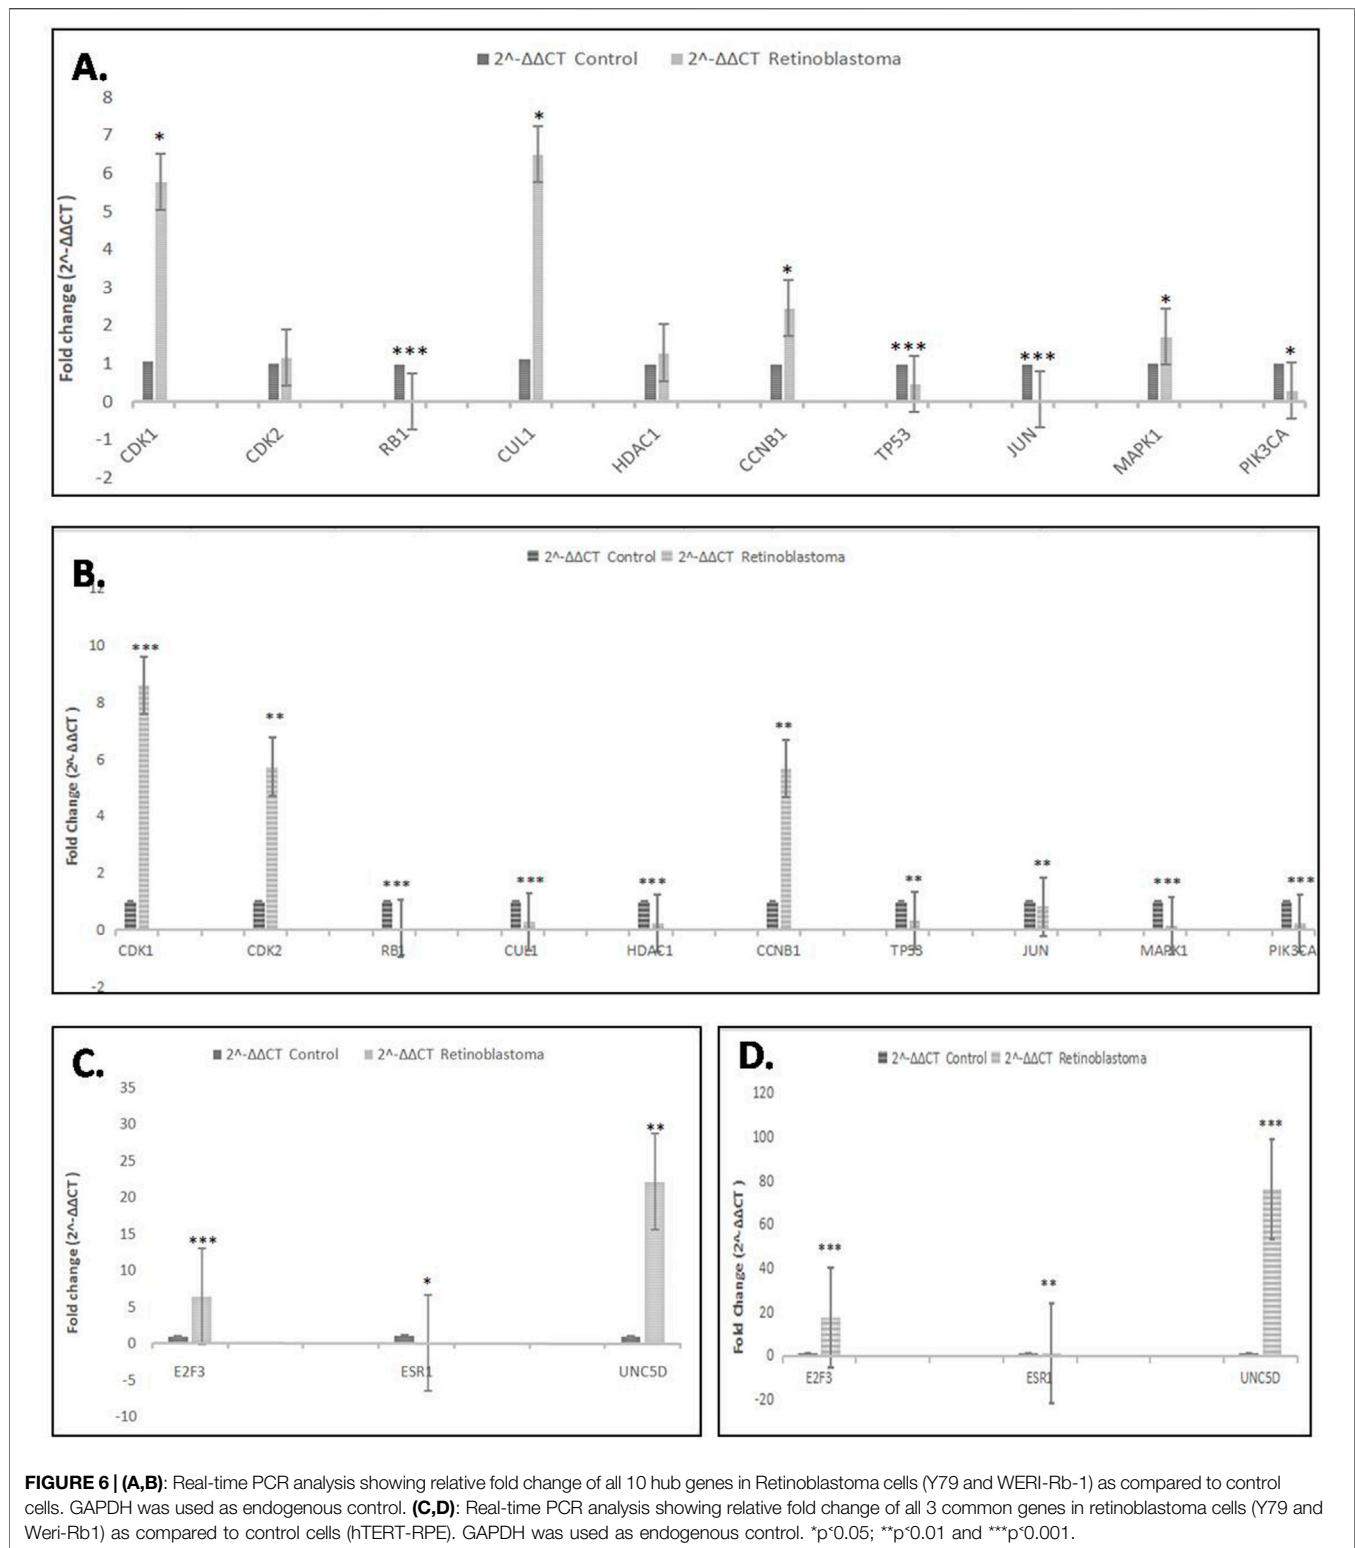 A.
2^-ΔΔCT Control 2^-ΔΔCT Retinoblastoma
Fold change (2^-ΔΔCT)
8
7
6
5
4
3
2
1
0
-1
-2
* * *** * * *** *** * *
CDK1 CDK2 RB1 CUL1 HDAC1 CCNB1 TP53 JUN MAPK1 PIK3CA
B.
2^-ΔΔCT Control 2^-ΔΔCT Retinoblastoma
Fold Change (2^-ΔΔCT)
12
10
8
6
4
2
0
-2
*** ** *** *** *** ** ** ** *** ***
CDK1 CDK2 RB1 CUL1 HDAC1 CCNB1 TP53 JUN MAPK1 PIK3CA
C.
2^-ΔΔCT Control 2^-ΔΔCT Retinoblastoma
Fold change (2^-ΔΔCT)
35
30
25
20
15
10
5
0
-5
-10
*** * **
E2F3 ESR1 UNC5D
D.
2^-ΔΔCT Control 2^-ΔΔCT Retinoblastoma
Fold Change (2^-ΔΔCT)
120
100
80
60
40
20
0
-20
*** ** ***
E2F3 ESR1 UNC5D
FIGURE 6 | (A,B): Real-time PCR analysis showing relative fold change of all 10 hub genes in Retinoblastoma cells (Y79 and WERI-Rb-1) as compared to control
cells. GAPDH was used as endogenous control. (C,D): Real-time PCR analysis showing relative fold change of all 3 common genes in retinoblastoma cells (Y79 and
Weri-Rb1) as compared to control cells (hTERT-RPE). GAPDH was used as endogenous control. *p<0.05; **p<0.01 and ***p<0.001.